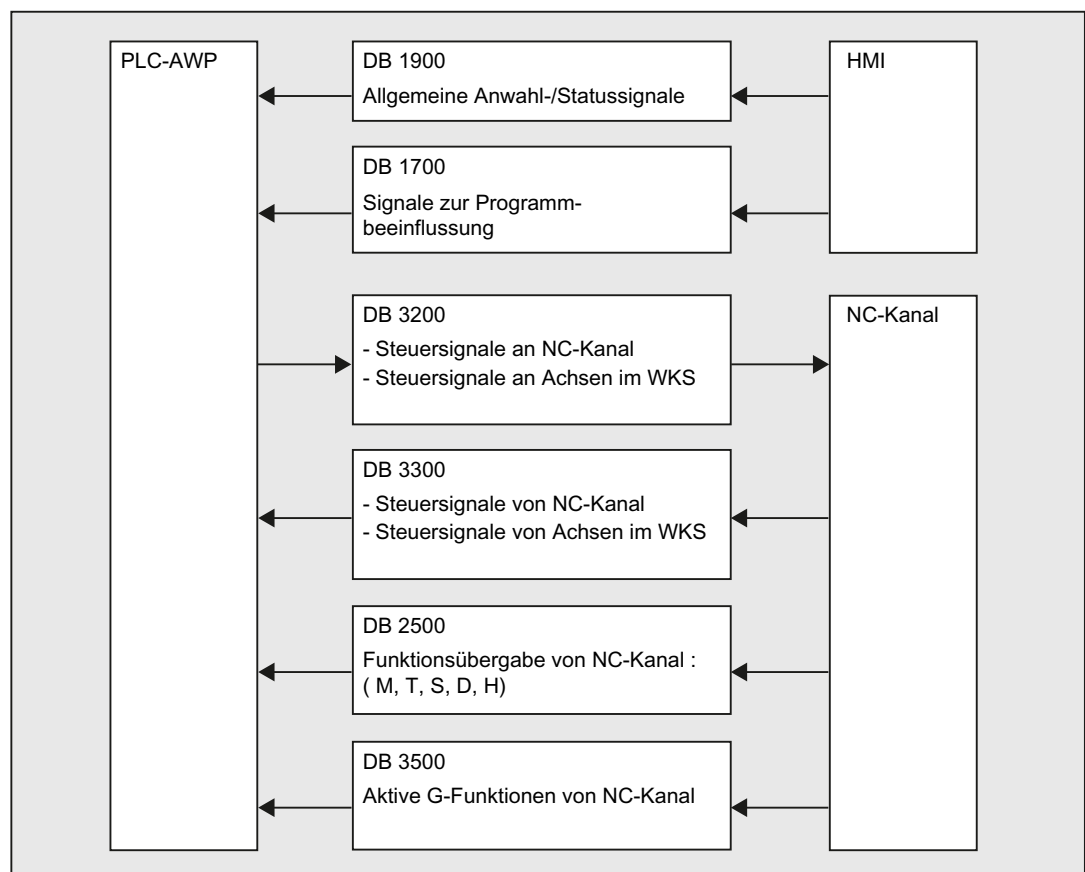 PLC-AWP
DB 1900
Allgemeine Anwahl-/Statussignale
HMI
DB 1700
Signale zur Programm-
beeinflussung
DB 3200
- Steuersignale an NC-Kanal
- Steuersignale an Achsen im WKS
NC-Kanal
DB 3300
- Steuersignale von NC-Kanal
- Steuersignale von Achsen im WKS
DB 2500
Funktionsübergabe von NC-Kanal :
( M, T, S, D, H)
DB 3500
Aktive G-Funktionen von NC-Kanal